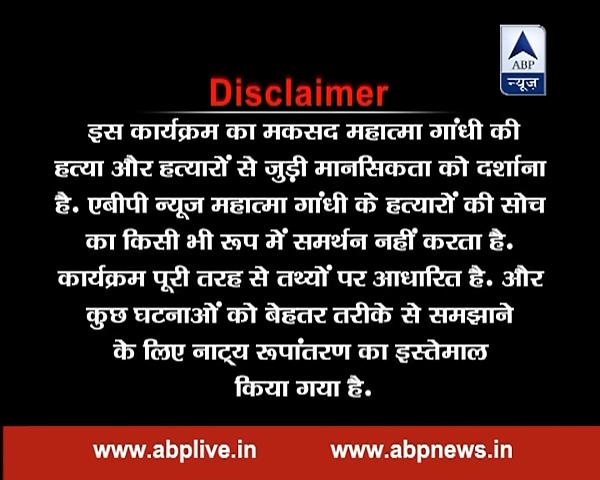 ABP
न्यूज़
Disclaimer
इस कार्यक्रम का मकसद महात्मा गांधी की
हत्या और हत्यारों से जुड़ी मानसिकता को दर्शाना
है. एबीपी न्यूज महात्मा गांधी के हत्यारों की सोच
का किसी भी रूप में समर्थन नहीं करता है.
कार्यक्रम पूरी तरह से तथ्यों पर आधारित है. और
कुछ घटनाओं को बेहतर तरीके से समझाने
के लिए नाट्य रूपांतरण का इस्तेमाल
किया गया है.
www.abplive.in www.abpnews.in